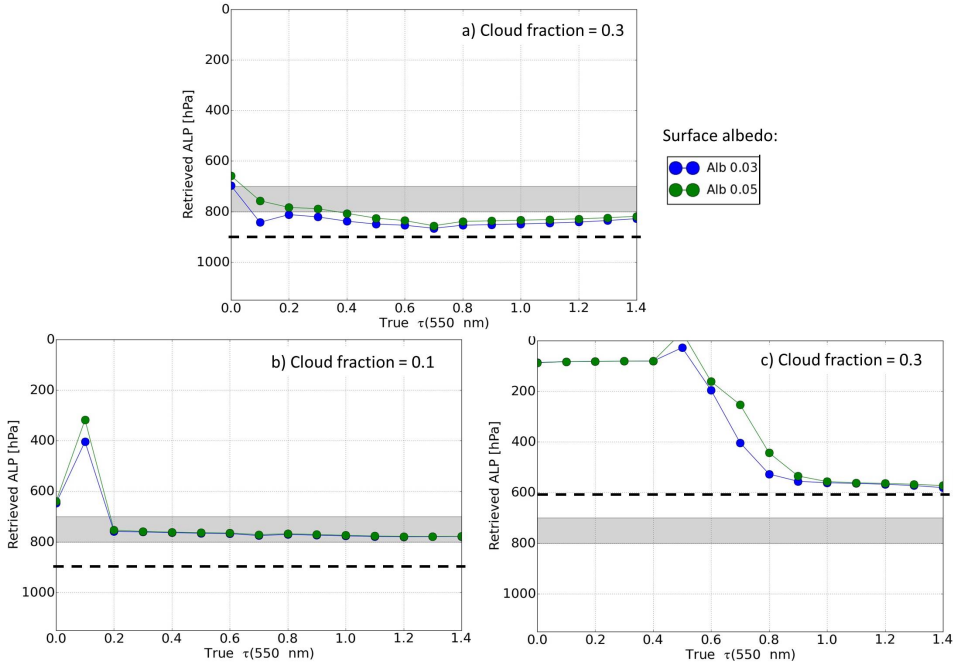 a) Cloud fraction = 0.3
Retrieved ALP [hPa]
0
200
400
600
800
1000
0.0 0.2 0.4 0.6 0.8 1.0 1.2 1.4
True τ(550 nm)
Surface albedo:
Alb 0.03
Alb 0.05
b) Cloud fraction = 0.1
Retrieved ALP [hPa]
0
200
400
600
800
1000
0.0 0.2 0.4 0.6 0.8 1.0 1.2 1.4
True τ(550 nm)
c) Cloud fraction = 0.3
Retrieved ALP [hPa]
0
200
400
600
800
1000
0.0 0.2 0.4 0.6 0.8 1.0 1.2 1.4
True τ(550 nm)